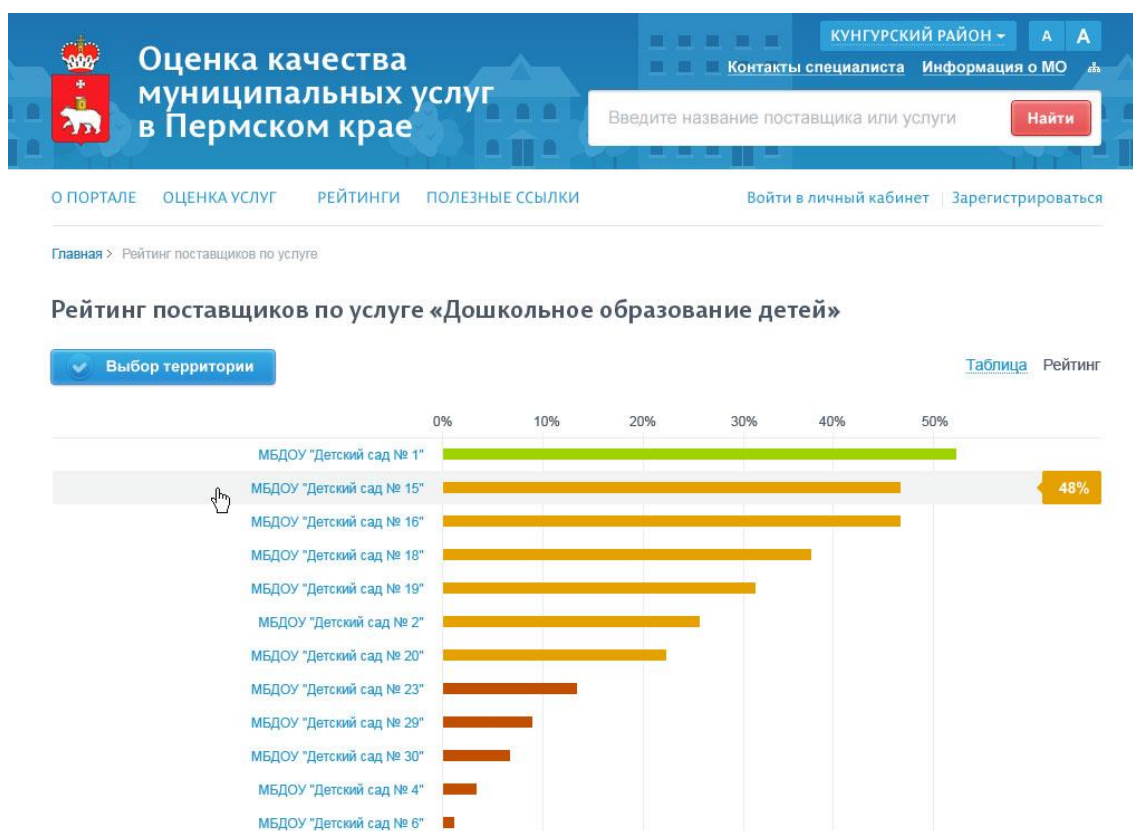 КУНГУРСКИЙ РАЙОН
А А
Контакты специалиста Информация о МО
Оценка качества
муниципальных услуг
в Пермском крае
Введите название поставщика или услуги
Найти
О ПОРТАЛЕ ОЦЕНКА УСЛУГ РЕЙТИНГИ ПОЛЕЗНЫЕ ССЫЛКИ Войти в личный кабинет | Зарегистрироваться
Главная > Рейтинг поставщиков по услуге
Рейтинг поставщиков по услуге «Дошкольное образование детей»
Выбор территории
Таблица Рейтинг
0% 10% 20% 30% 40% 50%
МБДОУ "Детский сад № 1"
МБДОУ "Детский сад № 15" 48%
МБДОУ "Детский сад № 16"
МБДОУ "Детский сад № 18"
МБДОУ "Детский сад № 19"
МБДОУ "Детский сад № 2"
МБДОУ "Детский сад № 20"
МБДОУ "Детский сад № 23"
МБДОУ "Детский сад № 29"
МБДОУ "Детский сад № 30"
МБДОУ "Детский сад № 4"
МБДОУ "Детский сад № 6"